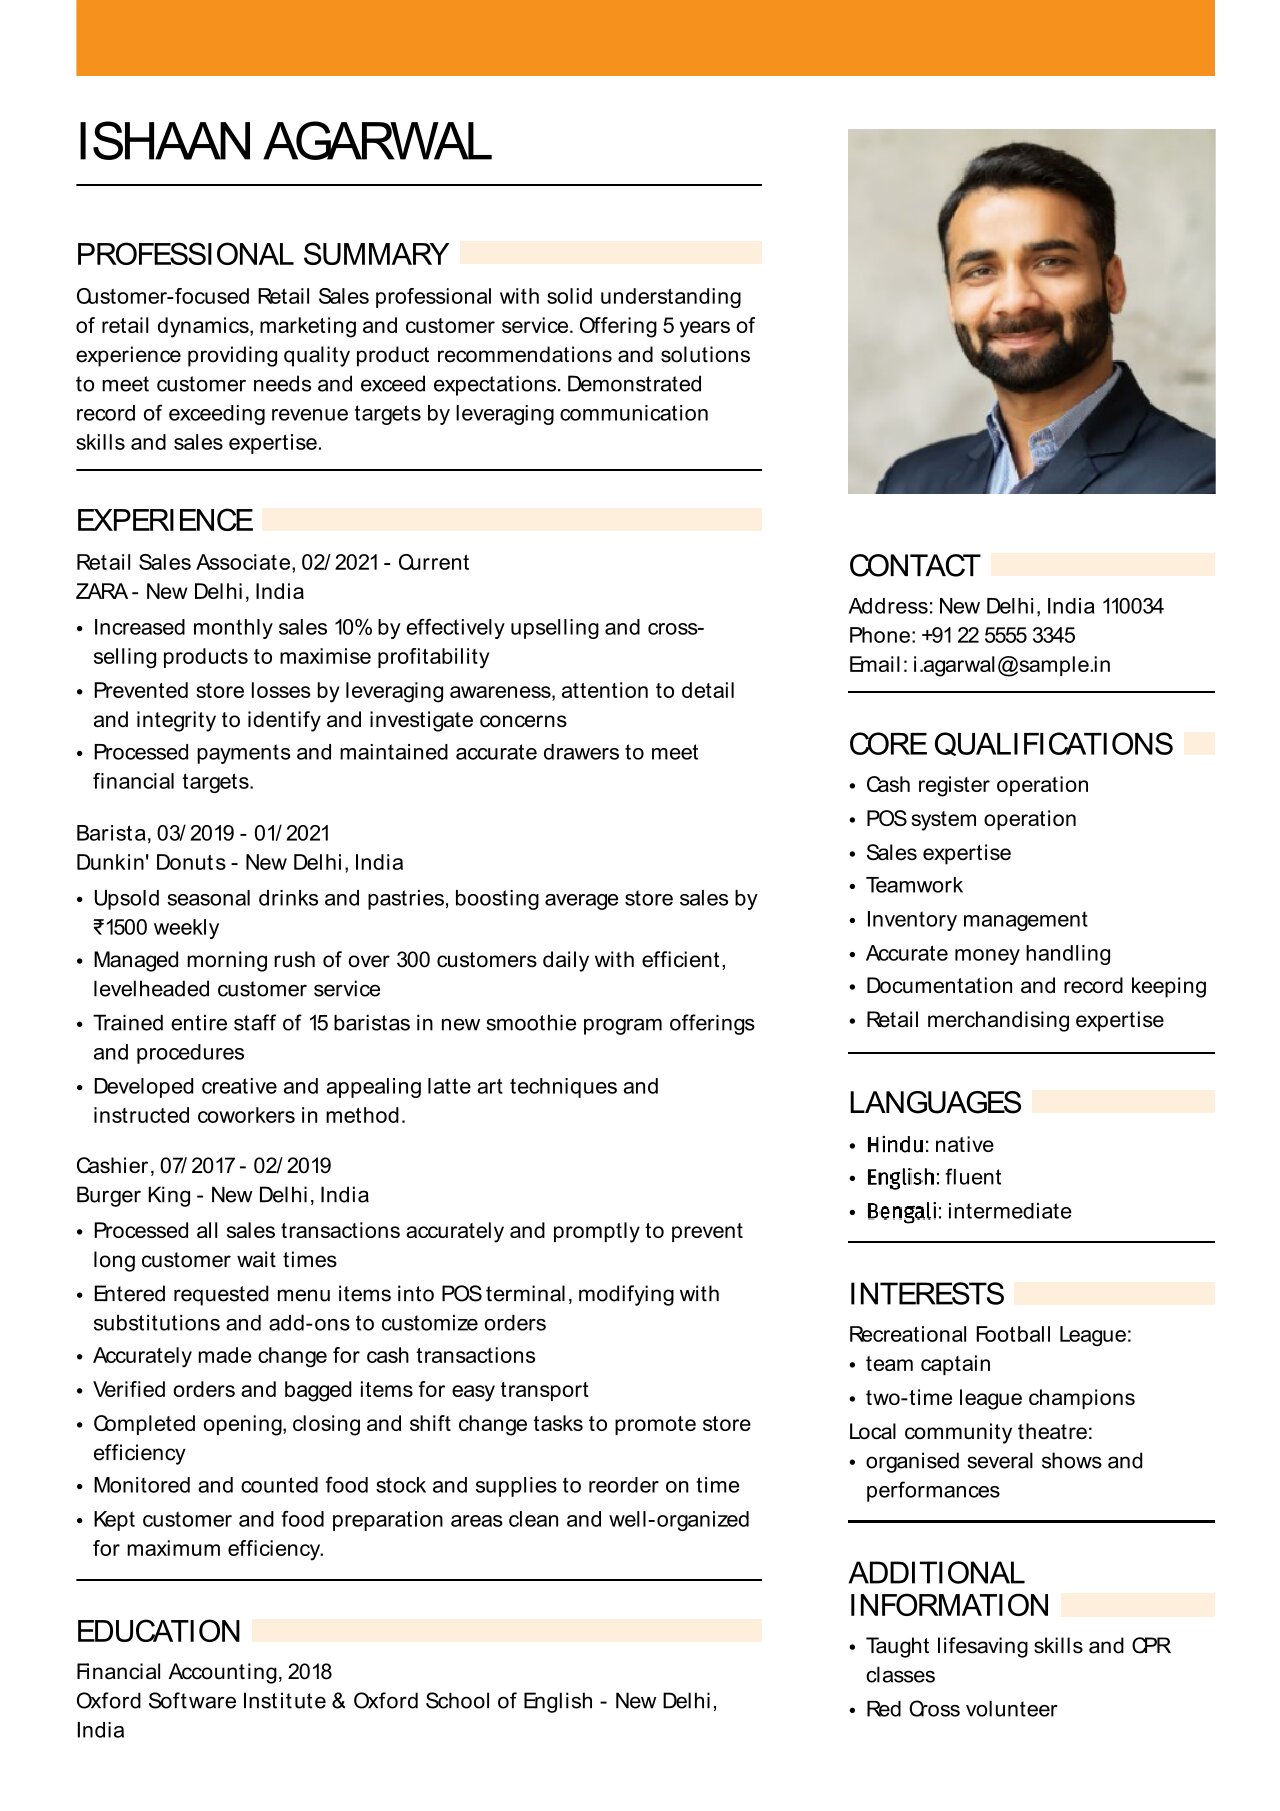 ISHAAN AGARWAL
PROFESSIONAL SUMMARY
Customer-focused Retail Sales professional with solid understanding
of retail dynamics, marketing and customer service. Offering 5 years of
experience providing quality product recommendations and solutions
to meet customer needs and exceed expectations. Demonstrated
record of exceeding revenue targets by leveraging communication
skills and sales expertise.
EXPERIENCE
Retail Sales Associate, 02/2021 - Current
ZARA - New Delhi, India
• Increased monthly sales 10% by effectively upselling and cross-
selling products to maximise profitability
• Prevented store losses by leveraging awareness, attention to detail
and integrity to identify and investigate concerns
• Processed payments and maintained accurate drawers to meet
financial targets.
Barista, 03/2019 - 01/2021
Dunkin' Donuts - New Delhi, India
• Upsold seasonal drinks and pastries, boosting average store sales by
₹1500 weekly
• Managed morning rush of over 300 customers daily with efficient,
levelheaded customer service
• Trained entire staff of 15 baristas in new smoothie program offerings
and procedures
• Developed creative and appealing latte art techniques and
instructed coworkers in method.
Cashier, 07/2017 - 02/2019
Burger King - New Delhi, India
• Processed all sales transactions accurately and promptly to prevent
long customer wait times
• Entered requested menu items into POS terminal, modifying with
substitutions and add-ons to customize orders
• Accurately made change for cash transactions
• Verified orders and bagged items for easy transport
• Completed opening, closing and shift change tasks to promote store
efficiency
• Monitored and counted food stock and supplies to reorder on time
• Kept customer and food preparation areas clean and well-organized
for maximum efficiency.
EDUCATION
Financial Accounting, 2018
Oxford Software Institute & Oxford School of English - New Delhi,
India
CONTACT
Address: New Delhi, India 110034
Phone: +91 22 5555 3345
Email: i.agarwal@sample.in
CORE QUALIFICATIONS
• Cash register operation
• POS system operation
• Sales expertise
• Teamwork
• Inventory management
• Accurate money handling
• Documentation and record keeping
• Retail merchandising expertise
LANGUAGES
• Hindu: native
• English: fluent
• Bengali: intermediate
INTERESTS
Recreational Football League:
• team captain
• two-time league champions
Local community theatre:
• organised several shows and
performances
ADDITIONAL
INFORMATION
• Taught lifesaving skills and CPR
classes
• Red Cross volunteer